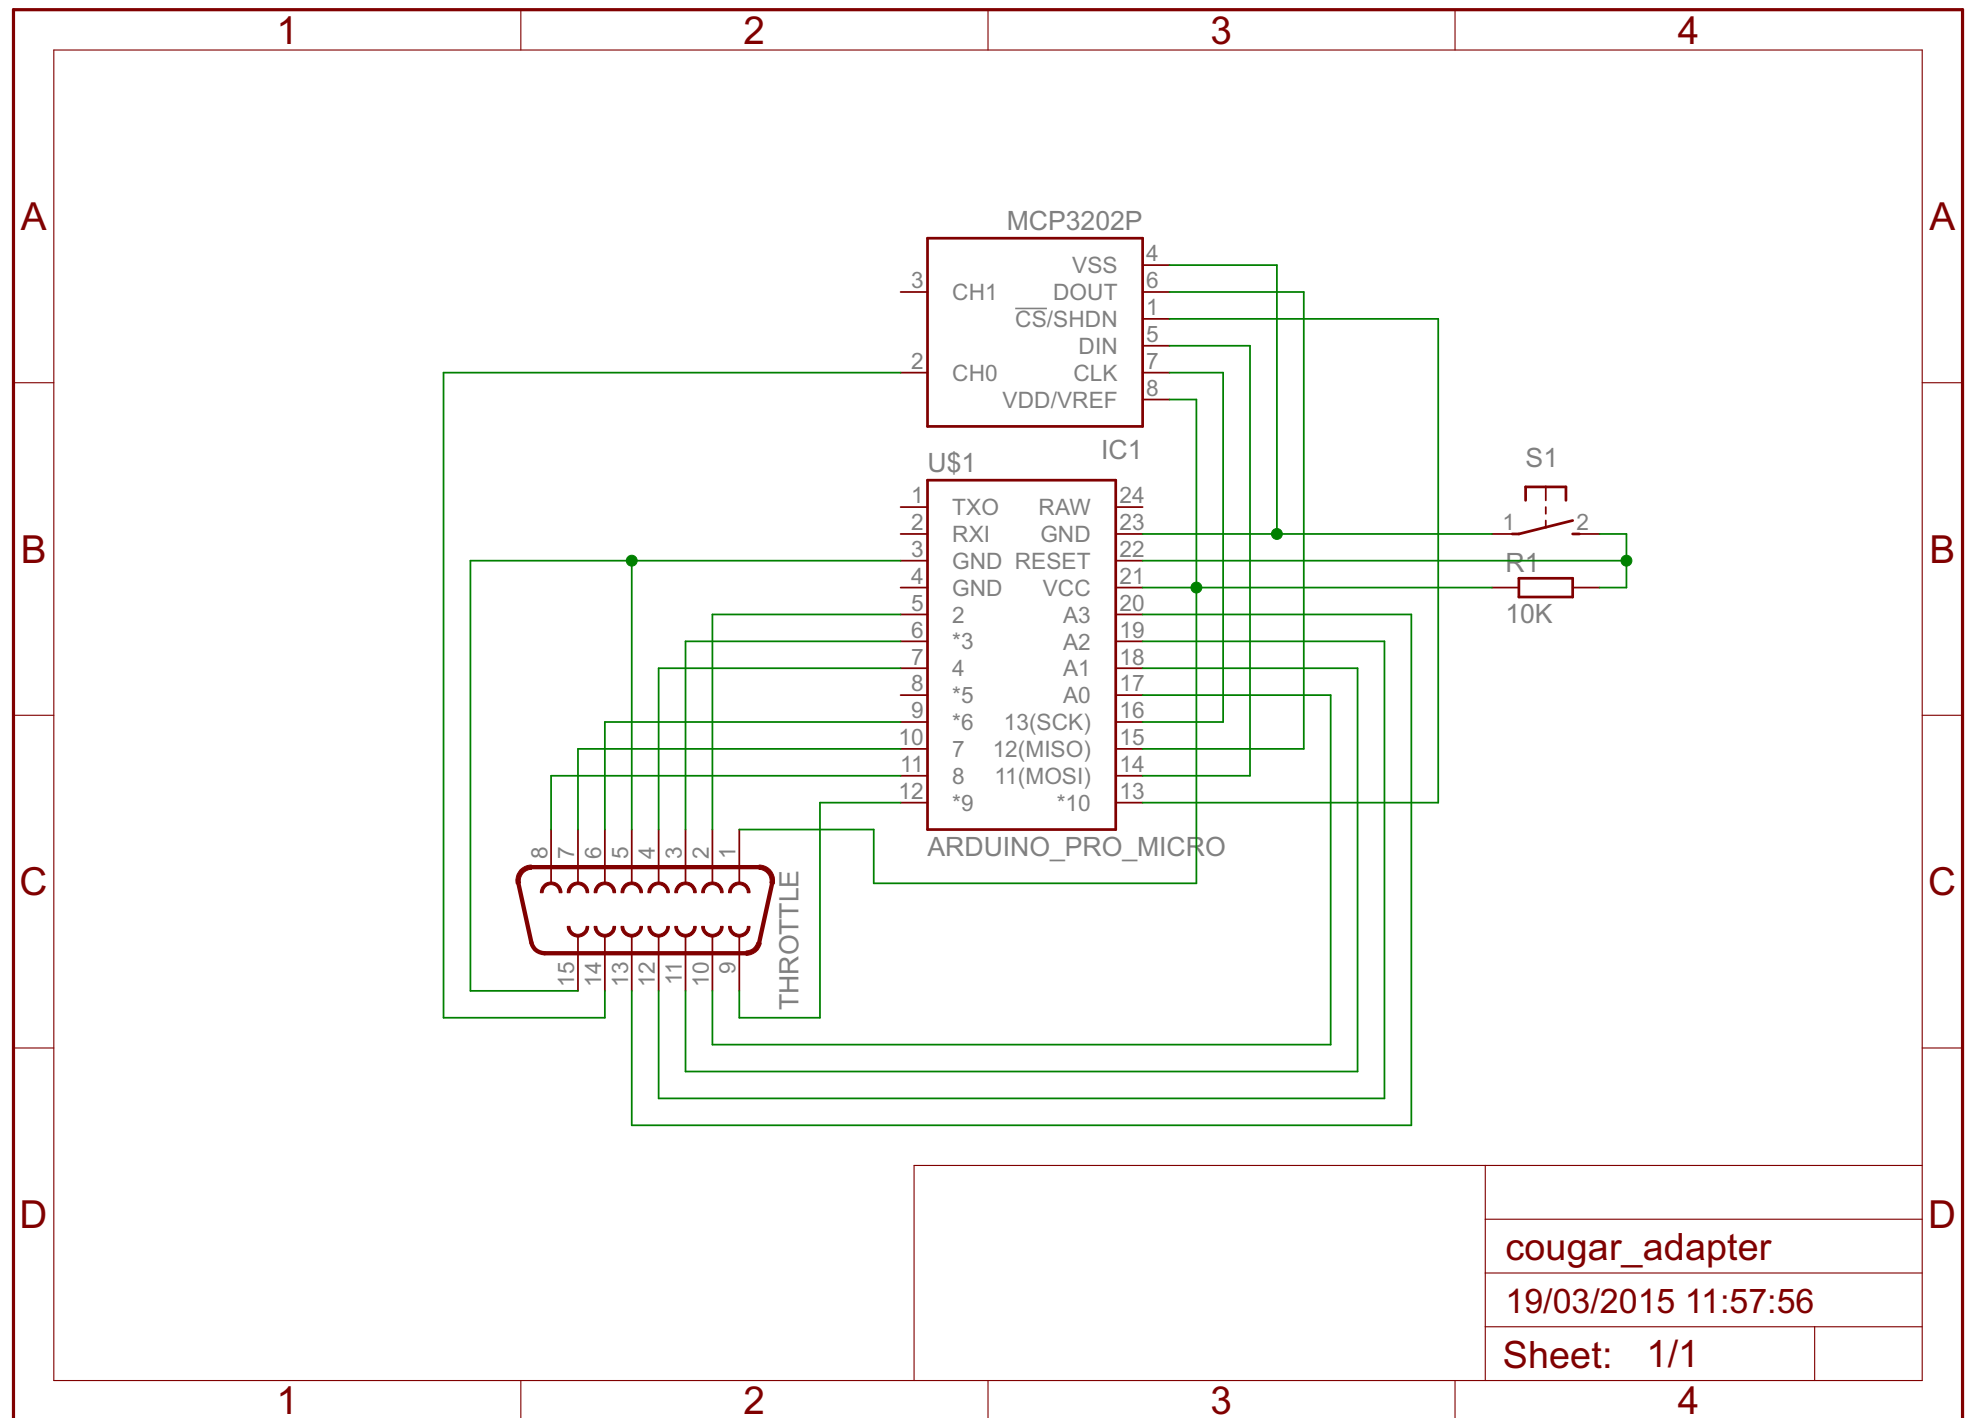 1 2 3 4
A A
MCP3202P
VSS 4
3 CH1 DOUT 6
CS/SHDN 1
DIN 5
2 CH0 CLK 7
VDD/VREF 8
IC1
U$1
S1
1 TXO RAW 24
2 RXI GND 23 1 2
B B
3 GND RESET 22 R1
4 GND VCC 21
5 2 A3 20 10K
6 *3 A2 19
7 4 A1 18
8 *5 A0 17
9 *6 13(SCK) 16
10 7 12(MISO) 15
11 8 11(MOSI) 14
12 *9 *10 13
ARDUINO_PRO_MICRO
8 7 6 5 4 3 2 1
C C
THROTTLE
15 14 13 12 11 10 9
D D
cougar_adapter
19/03/2015 11:57:56
Sheet: 1/1
1 2 3 4